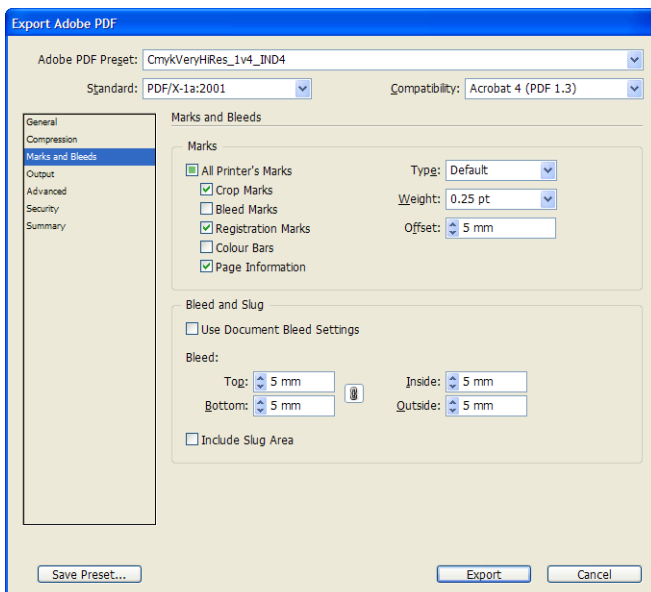 Export Adobe PDF
Adobe PDF Preset: CmykVeryHiRes_1v4_IND4
Standard: PDF/X-1a:2001 Compatibility: Acrobat 4 (PDF 1.3)
General
Compression
Marks and Bleeds
Output
Advanced
Security
Summary
Marks and Bleeds
Marks
All Printer's Marks Type: Default
Crop Marks Weight: 0.25 pt
Bleed Marks
Registration Marks Offset: 5 mm
Colour Bars
Page Information
Bleed and Slug
Use Document Bleed Settings
Bleed:
Top: 5 mm Inside: 5 mm
Bottom: 5 mm Outside: 5 mm
Include Slug Area
Save Preset... Export Cancel